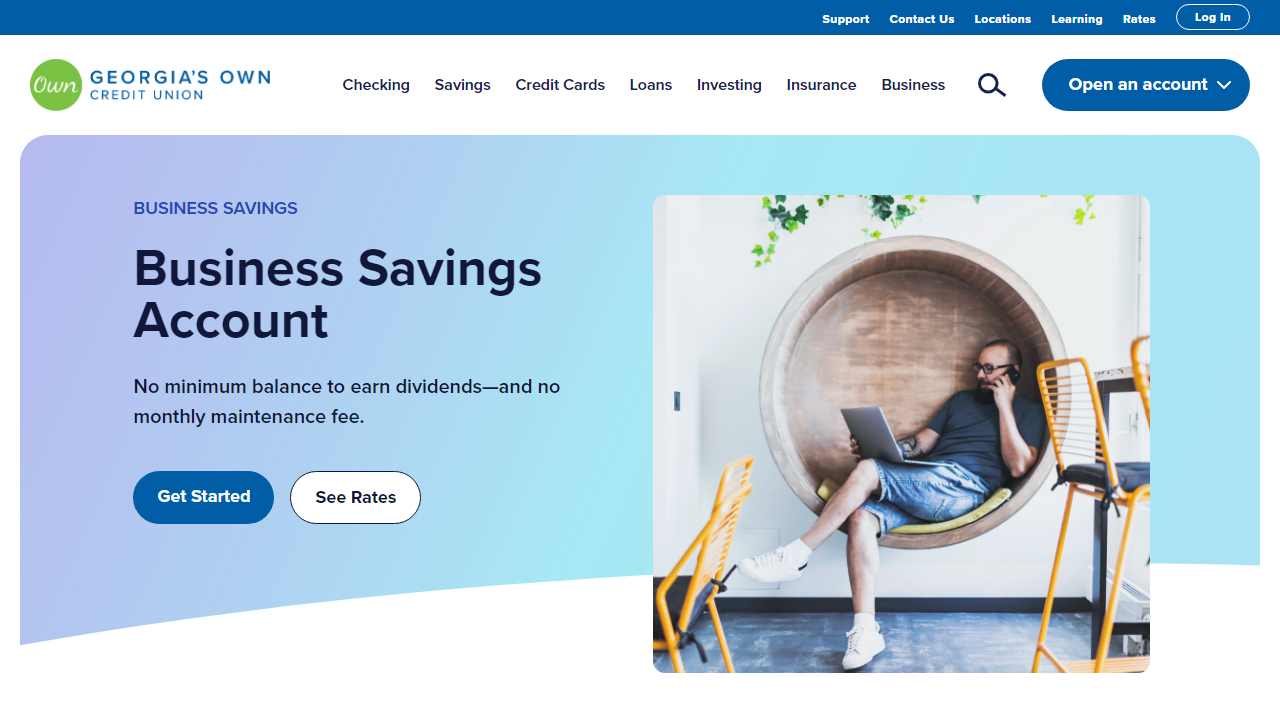 Support Contact Us Locations Learning Rates Log In
Own GEORGIA'S OWN
CREDIT UNION
Checking Savings Credit Cards Loans Investing Insurance Business Open an account
BUSINESS SAVINGS
Business Savings
Account
No minimum balance to earn dividends—and no
monthly maintenance fee.
Get Started See Rates